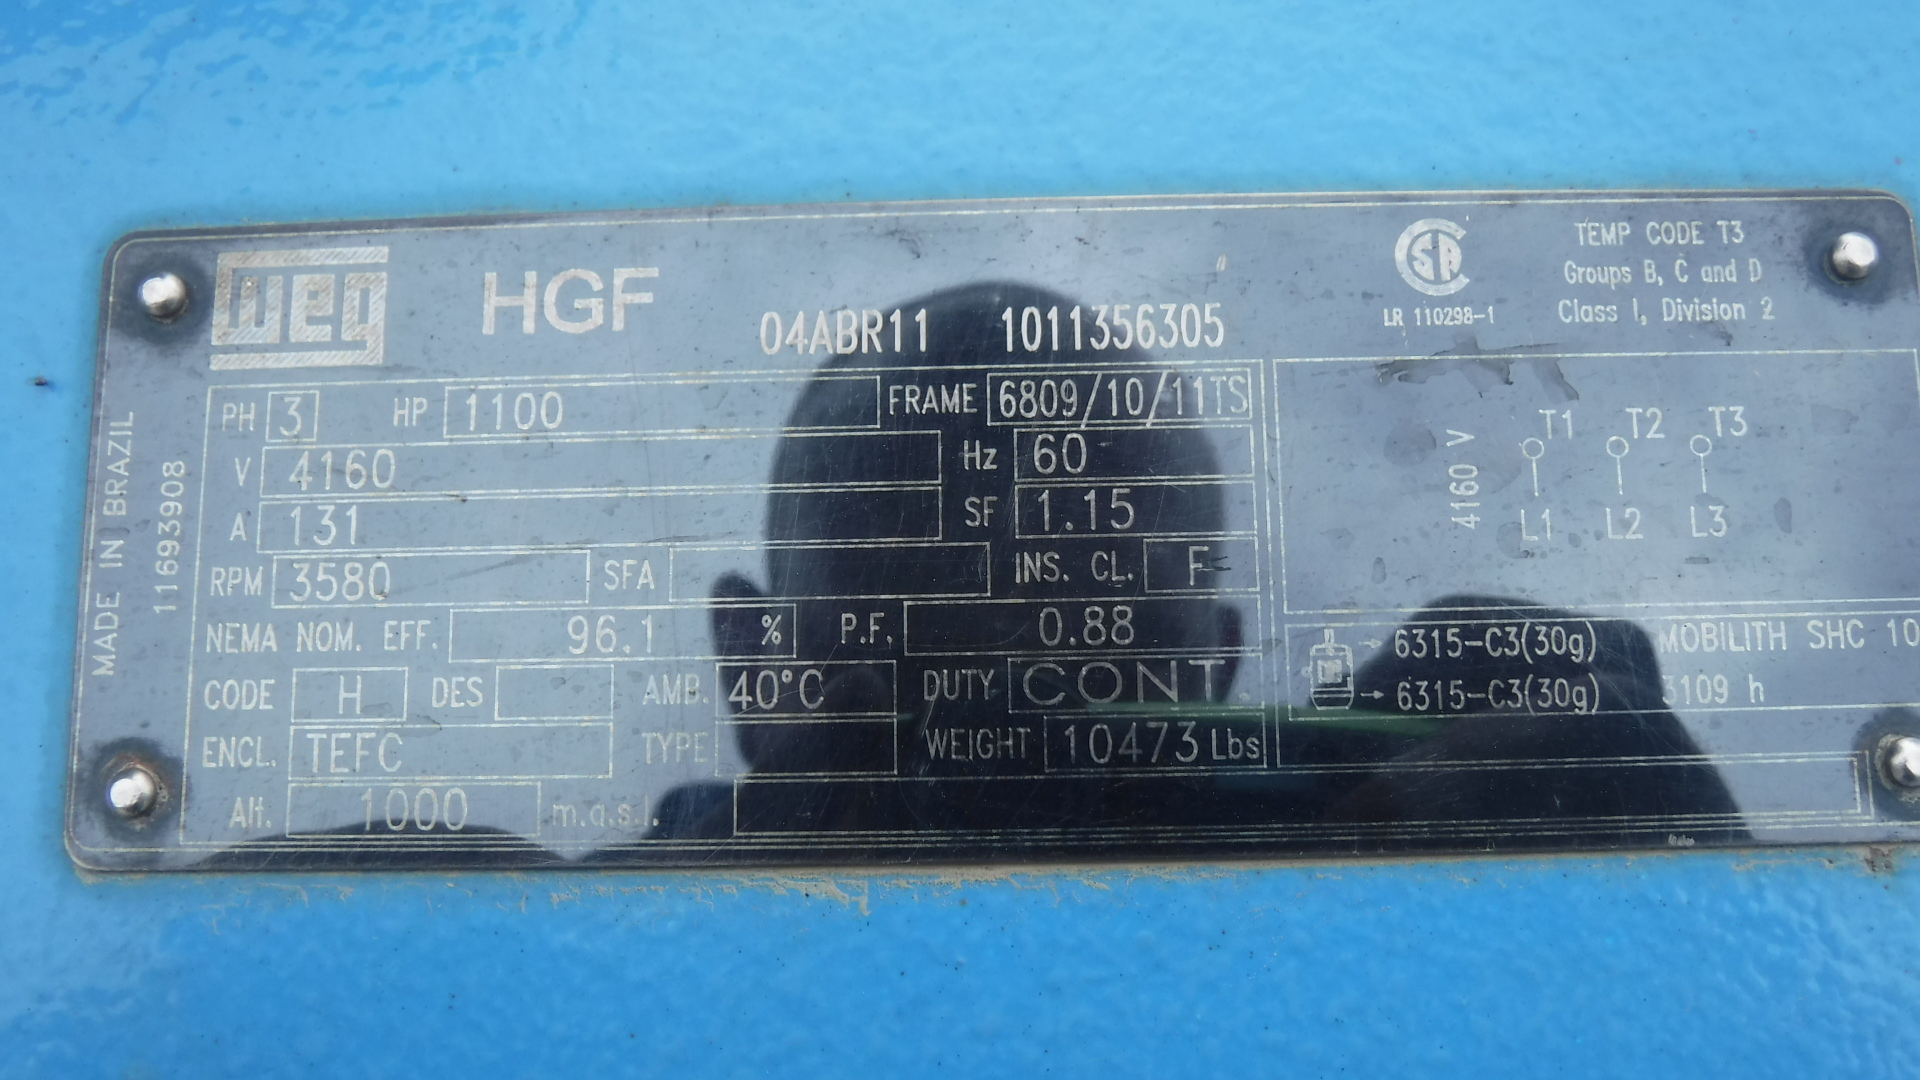 weg HGF 04ABR11 1011356305
LR 110298-1
TEMP CODE T3
Groups B, C and D
Class I, Division 2
MADE IN BRAZIL
11693908
PH 3 HP 1100 FRAME 6809/10/11TS
V 4160 Hz 60
A 131 SF 1.15
RPM 3580 SFA INS. CL. F
NEMA NOM. EFF. 96.1 % P.F. 0.88
CODE H DES AMB. 40°C DUTY CONT.
ENCL. TEFC TYPE WEIGHT 10473 Lbs
Alt. 1000 m.a.s.l.
4160 V
T1 T2 T3
L1 L2 L3
6315-C3(30g) MOBILITH SHC 10
6315-C3(30g) 3109 h